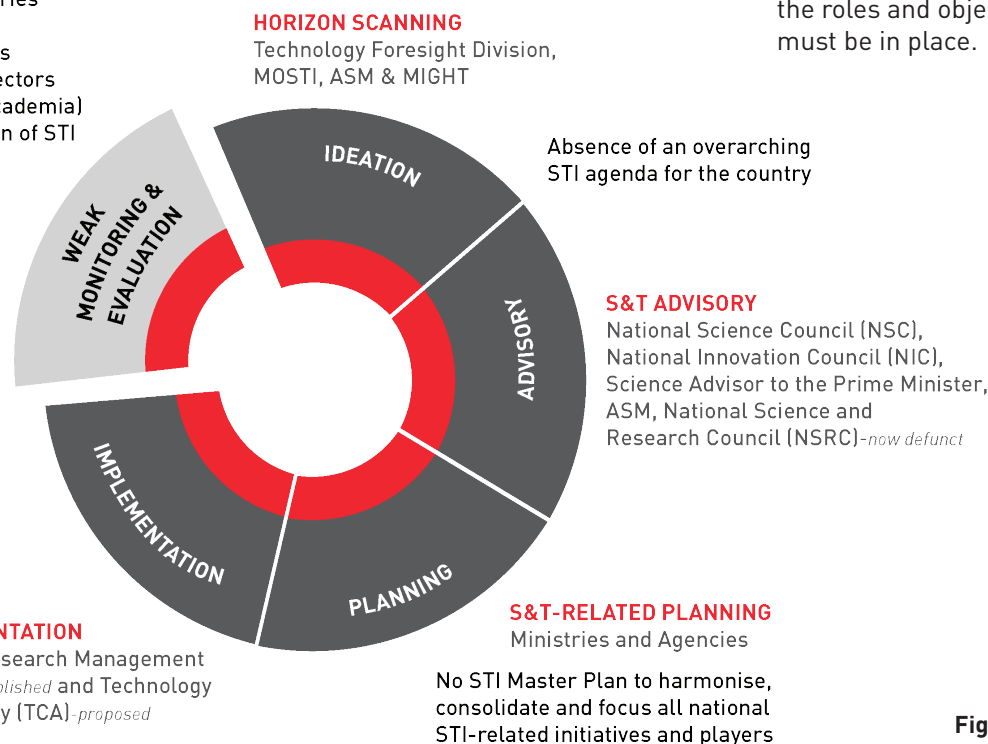 HORIZON SCANNING
Technology Foresight Division,
MOSTI, ASM & MIGHT
the roles and obje
must be in place.
ectors
cademia)
n of STI
IDEATION
Absence of an overarching
STI agenda for the country
WEAK
MONITORING &
EVALUATION
ADVISORY
S&T ADVISORY
National Science Council (NSC),
National Innovation Council (NIC),
Science Advisor to the Prime Minister,
ASM, National Science and
Research Council (NSRC)-now defunct
IMPLEMENTATION
PLANNING
S&T-RELATED PLANNING
Ministries and Agencies
No STI Master Plan to harmonise,
consolidate and focus all national
STI-related initiatives and players
NTATION
search Management
blished and Technology
y (TCA)-proposed
Fig